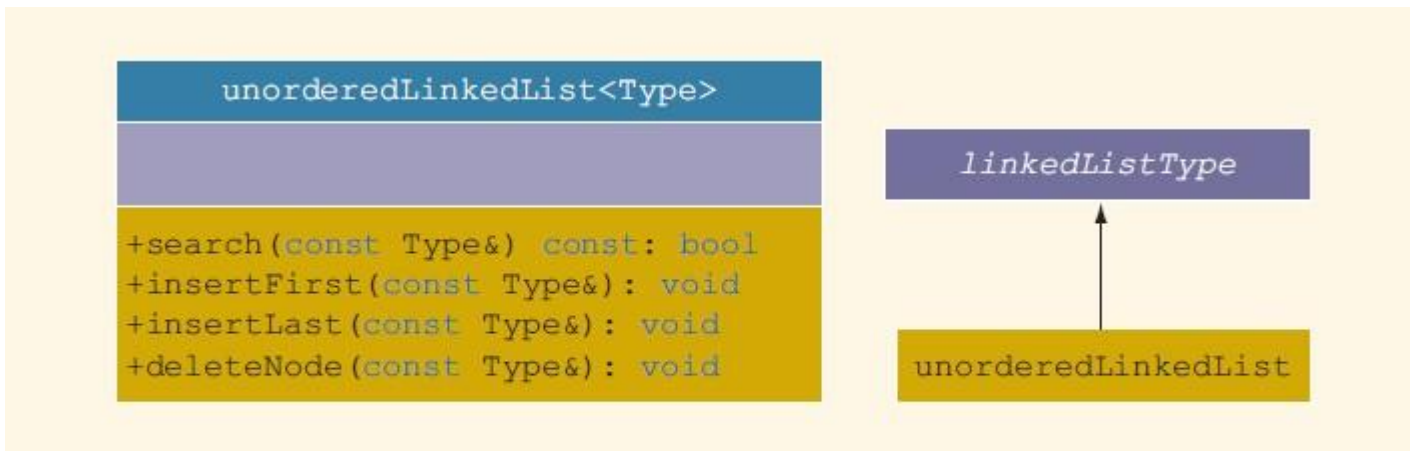 unorderedLinkedList<Type>
+search(const Type&) const: bool
+insertFirst(const Type&): void
+insertLast(const Type&): void
+deleteNode(const Type&): void
linkedListType
unorderedLinkedList